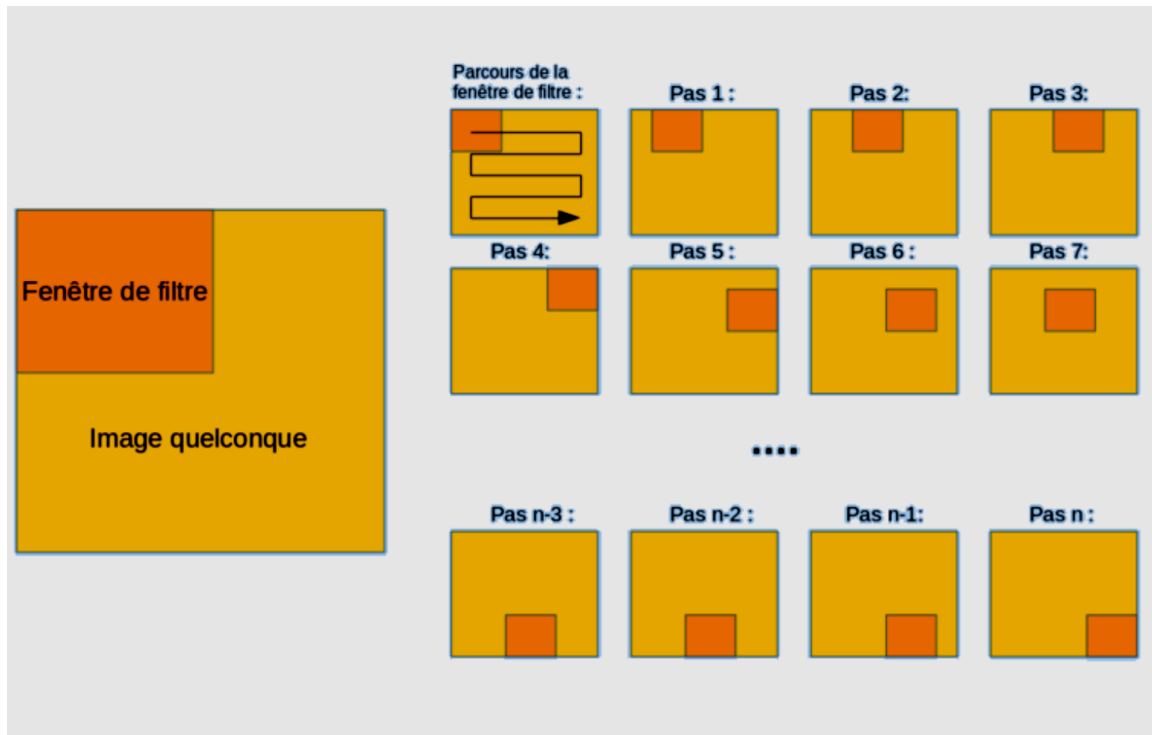 Parcours de la
fenêtre de filtre :
Pas 1 :
Pas 2:
Pas 3:
Fenêtre de filtre
Image quelconque
Pas 4:
Pas 5 :
Pas 6 :
Pas 7:
....
Pas n-3 :
Pas n-2 :
Pas n-1:
Pas n :